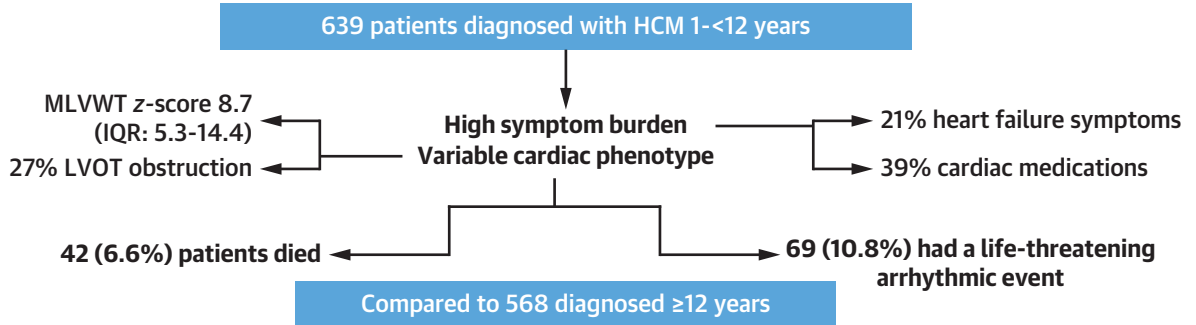 639 patients diagnosed with HCM 1-<12 years
MLVWT z-score 8.7
(IQR: 5.3-14.4)
27% LVOT obstruction
High symptom burden
Variable cardiac phenotype
21% heart failure symptoms
39% cardiac medications
42 (6.6%) patients died
69 (10.8%) had a life-threatening
arrhythmic event
Compared to 568 diagnosed ≥12 years